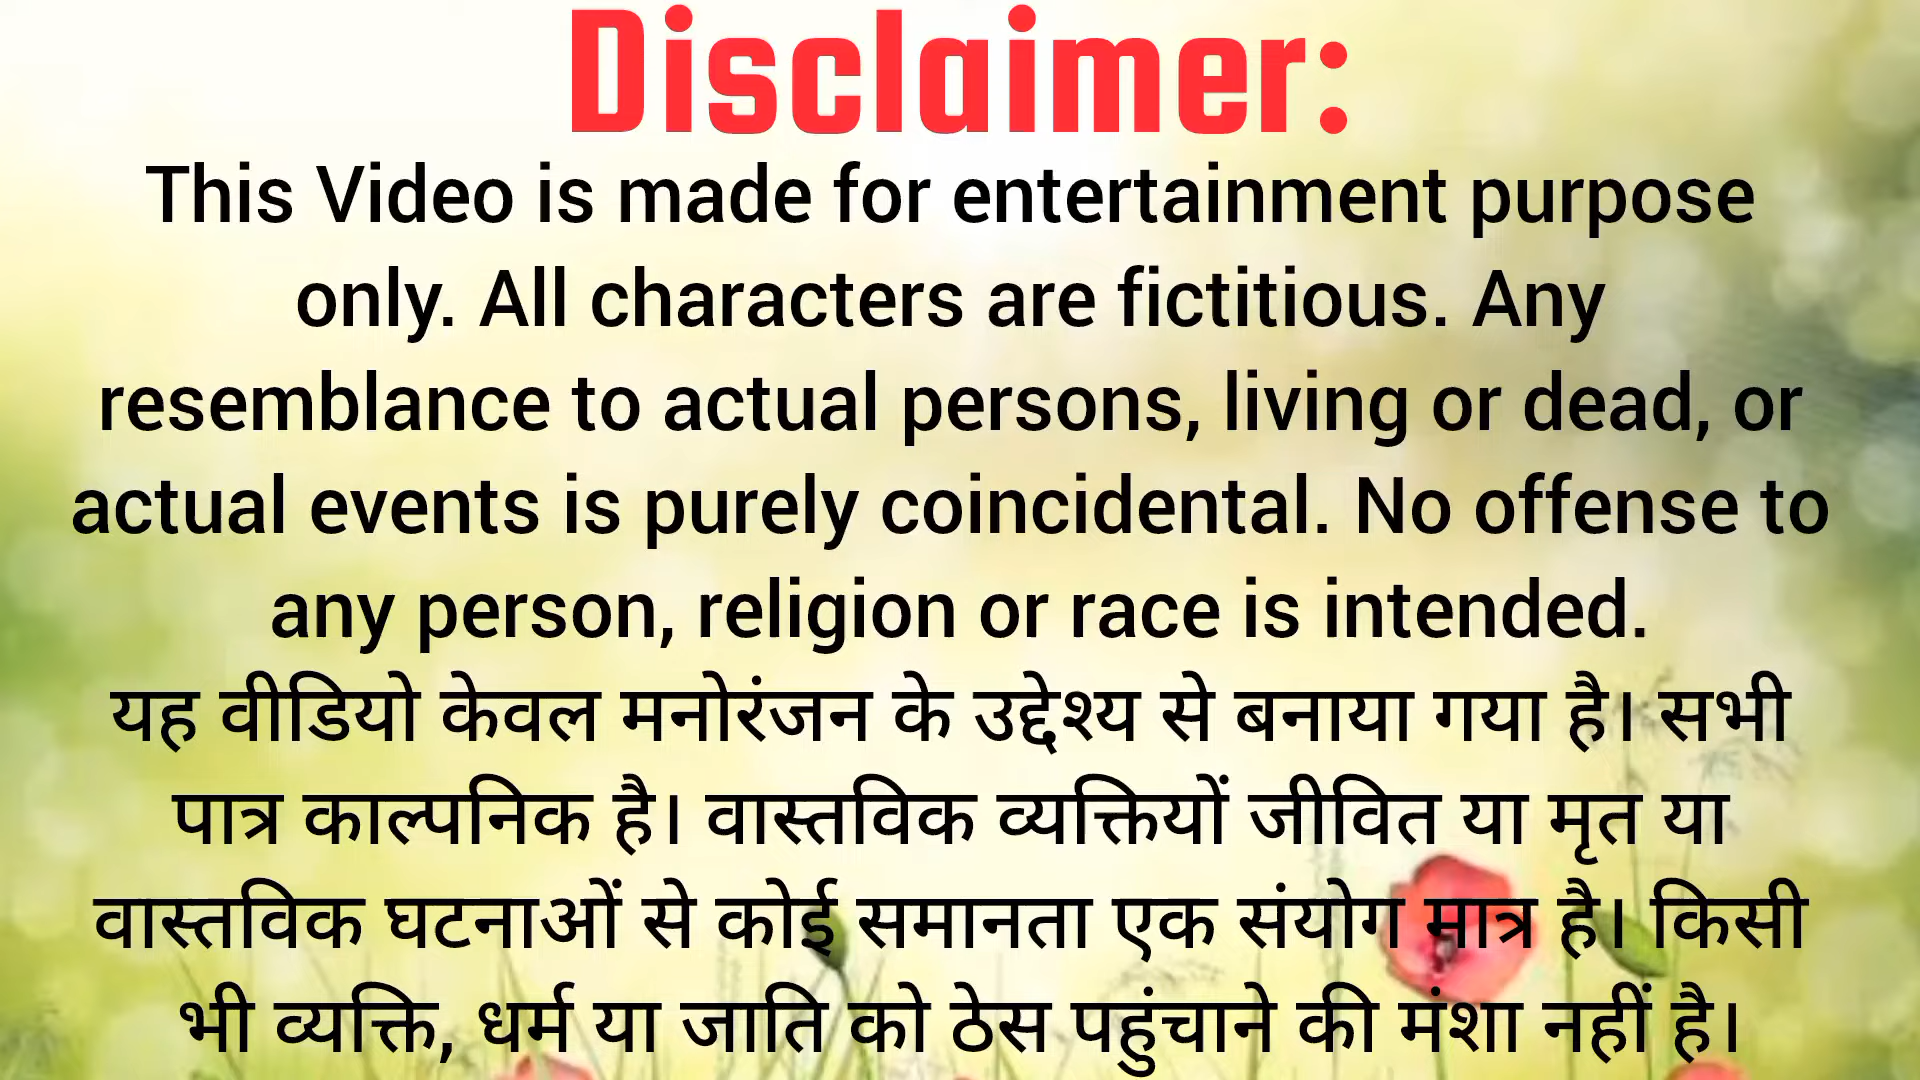 Disclaimer:
This Video is made for entertainment purpose
only. All characters are fictitious. Any
resemblance to actual persons, living or dead, or
actual events is purely coincidental. No offense to
any person, religion or race is intended.
यह वीडियो केवल मनोरंजन के उद्देश्य से बनाया गया है। सभी
पात्र काल्पनिक है। वास्तविक व्यक्तियों जीवित या मृत या
वास्तविक घटनाओं से कोई समानता एक संयोग मात्र है। किसी
भी व्यक्ति, धर्म या जाति को ठेस पहुंचाने की मंशा नहीं है।